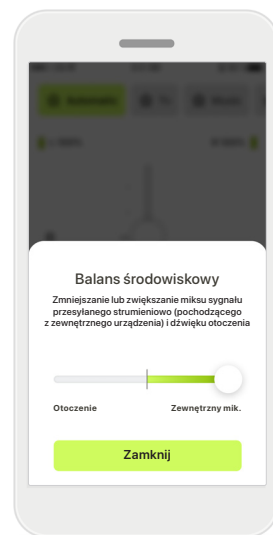 Balans środowiskowy
Zmniejszanie lub zwiększanie miksu sygnału
przesyłanego strumieniowo (pochodzącego
z zewnętrznego urządzenia) i dźwięku otoczenia
Otoczenie Zewnętrzny mik.
Zamknij